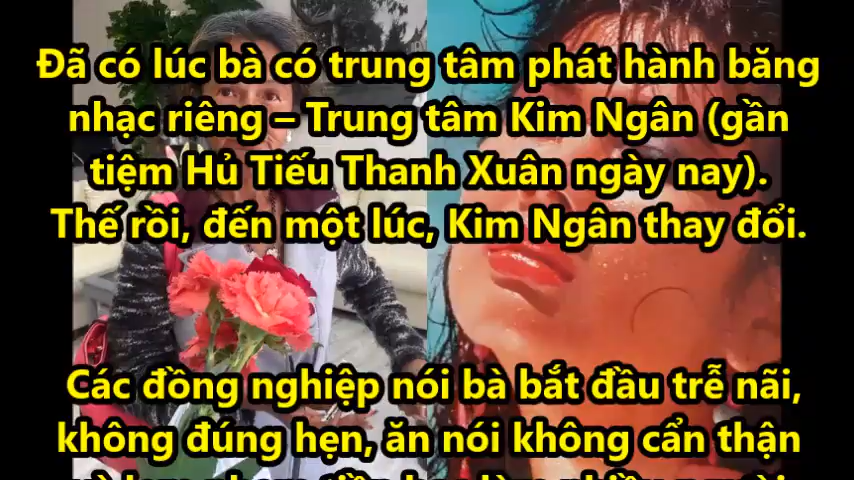 Đã có lúc bà có trung tâm phát hành băng
nhạc riêng – Trung tâm Kim Ngân (gần
tiệm Hủ Tiếu Thanh Xuân ngày nay).
Thế rồi, đến một lúc, Kim Ngân thay đổi.
Các đồng nghiệp nói bà bắt đầu trễ nãi,
không đúng hẹn, ăn nói không cẩn thận